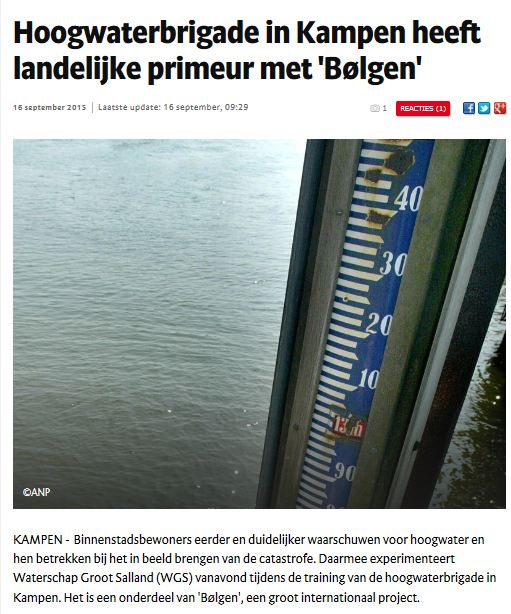 Hoogwaterbrigade in Kampen heeft
landelijke primeur met 'Bølgen'
16 september 2015 | Laatste update: 16 september, 09:29 1 REACTIES (1)
40
30
20
10
90
©ANP
KAMPEN - Binnenstadsbewoners eerder en duidelijker waarschuwen voor hoogwater en
hen betrekken bij het in beeld brengen van de catastrofe. Daarmee experimenteert
Waterschap Groot Salland (WGS) vanavond tijdens de training van de hoogwaterbrigade in
Kampen. Het is een onderdeel van 'Bølgen', een groot internationaal project.